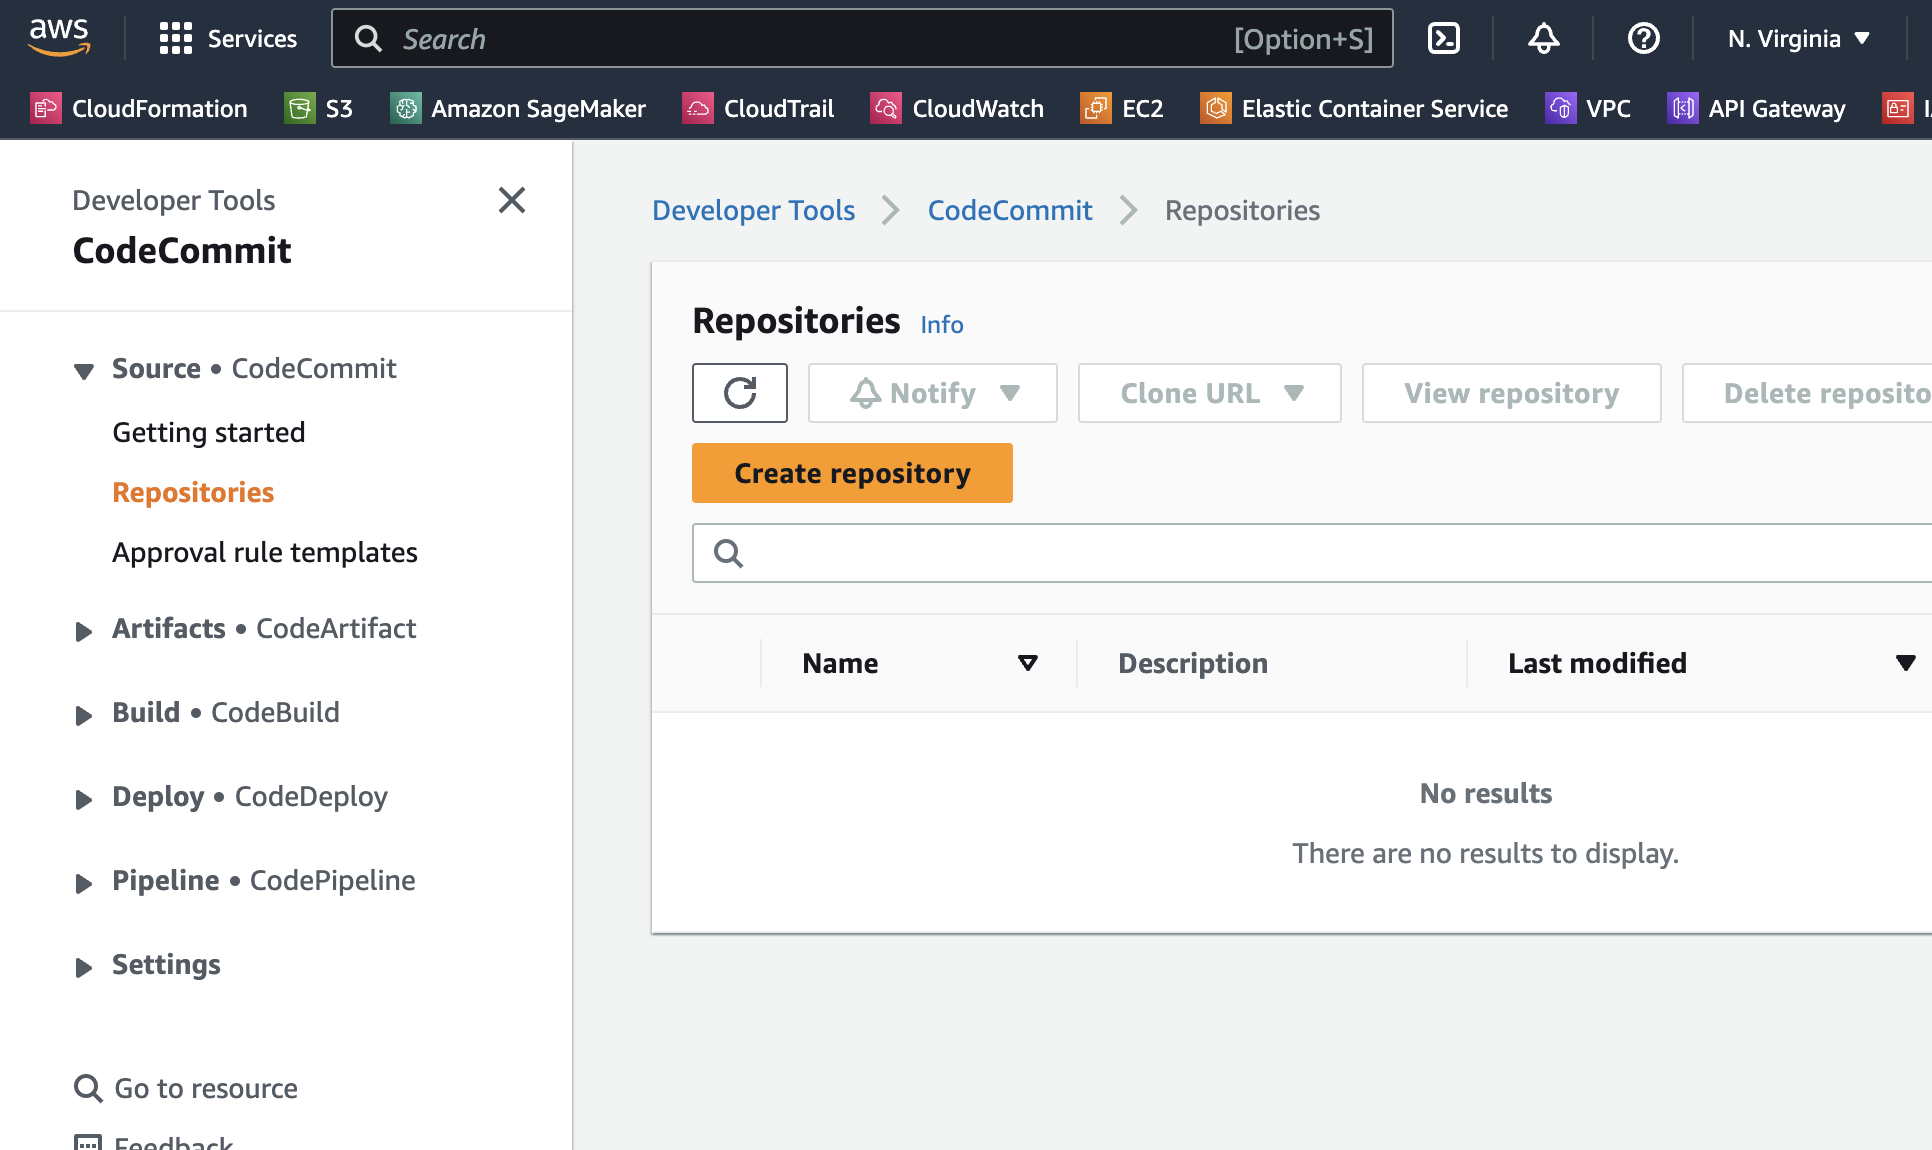 aws Services Search [Option+S] N. Virginia
CloudFormation S3 Amazon SageMaker CloudTrail CloudWatch EC2 Elastic Container Service VPC API Gateway
Developer Tools
CodeCommit
Source • CodeCommit
Getting started
Repositories
Approval rule templates
Artifacts • CodeArtifact
Build • CodeBuild
Deploy • CodeDeploy
Pipeline • CodePipeline
Settings
Go to resource
Feedback
Developer Tools CodeCommit Repositories
Repositories Info
Notify Clone URL View repository Delete reposito
Create repository
Name Description Last modified
No results
There are no results to display.